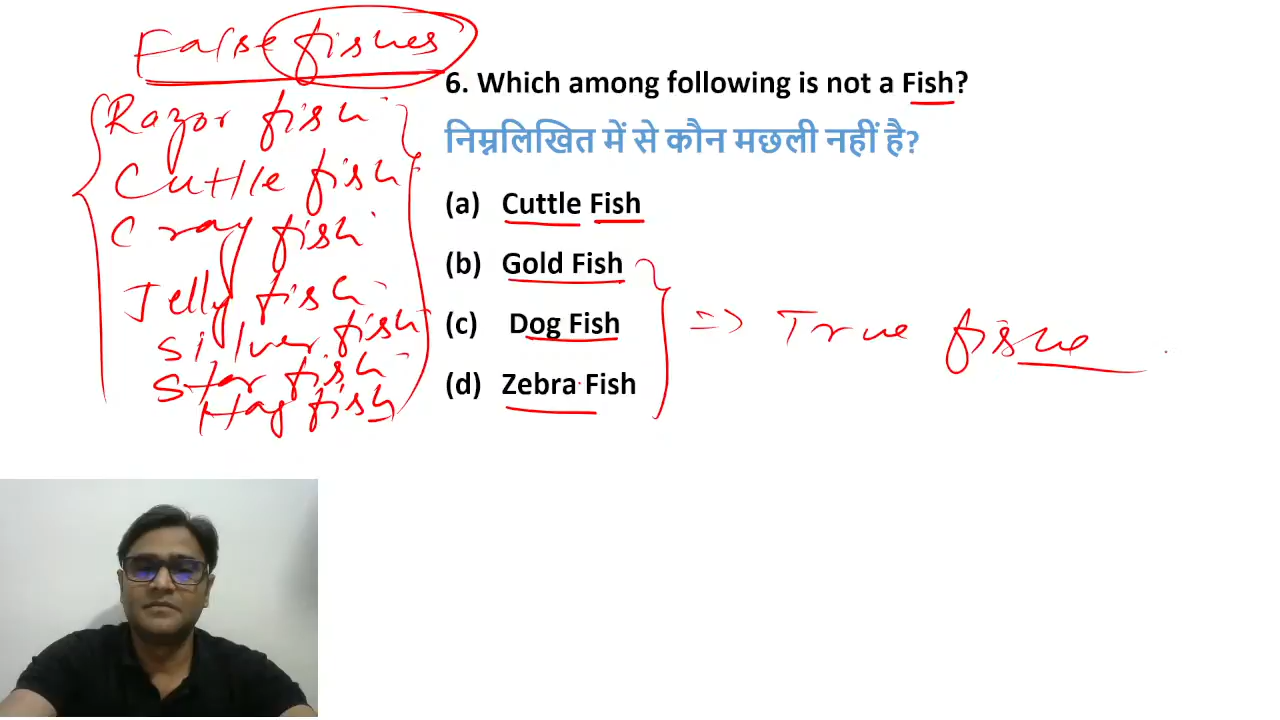 False fishes
Razor fish
Cuttle fish
Cray fish
Jelly fish
Silver fish
Star fish
Hag fish
6. Which among following is not a Fish?
निम्नलिखित में से कौन मछली नहीं है?
(a) Cuttle Fish
(b) Gold Fish
(c) Dog Fish
(d) Zebra Fish
=> True fishe